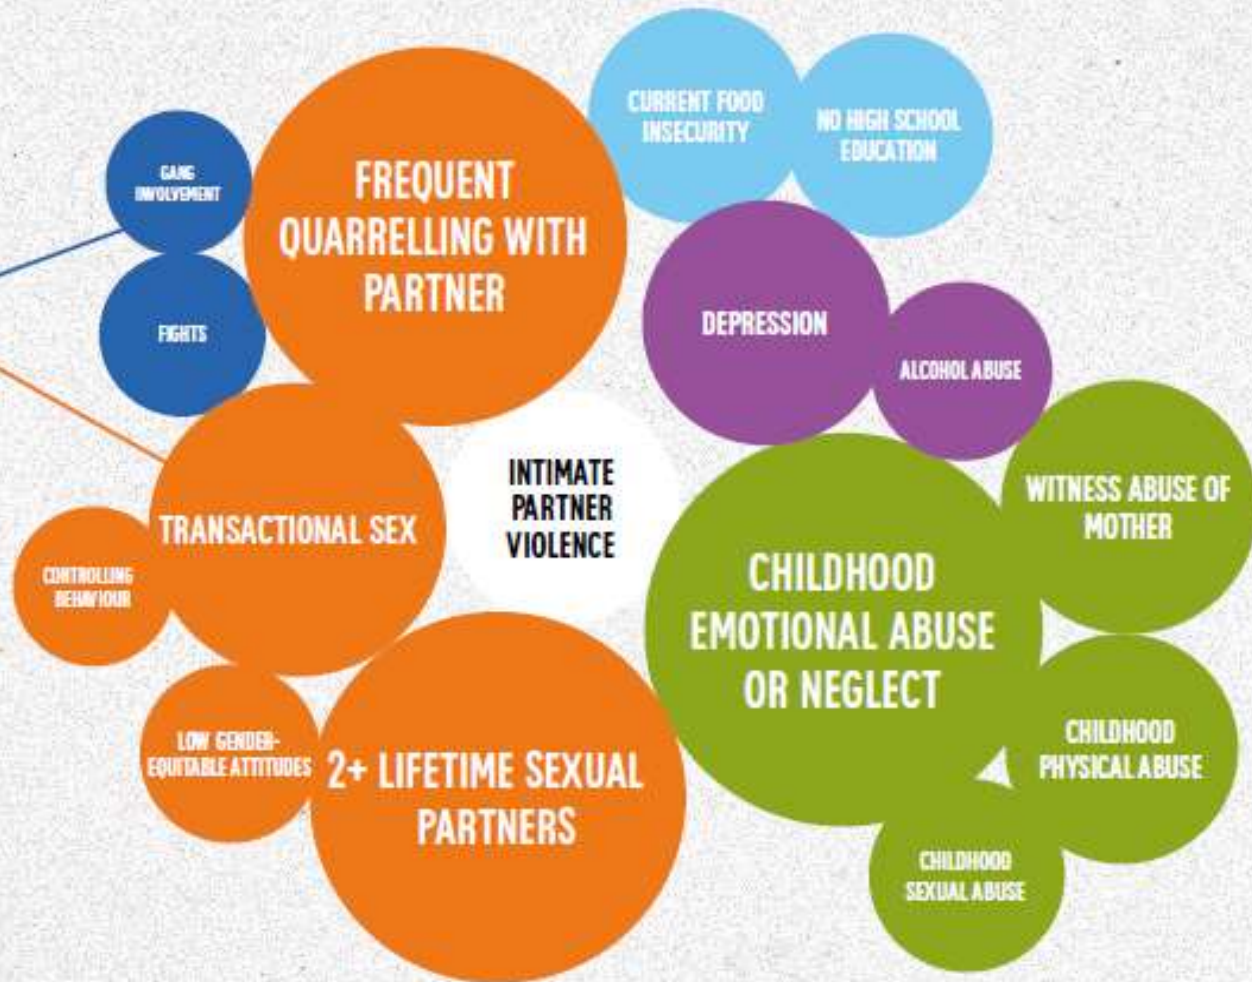 CURRENT FOOD
INSECURITY
NO HIGH SCHOOL
EDUCATION
GANG
INVOLVEMENT
FREQUENT
QUARRELLING WITH
PARTNER
FIGHTS
DEPRESSION
ALCOHOL ABUSE
INTIMATE
PARTNER
VIOLENCE
WITNESS ABUSE OF
MOTHER
TRANSACTIONAL SEX
CONTROLLING
BEHAVIOUR
CHILDHOOD
EMOTIONAL ABUSE
OR NEGLECT
LOW GENDER-
EQUITABLE ATTITUDES
2+ LIFETIME SEXUAL
PARTNERS
CHILDHOOD
PHYSICAL ABUSE
CHILDHOOD
SEXUAL ABUSE